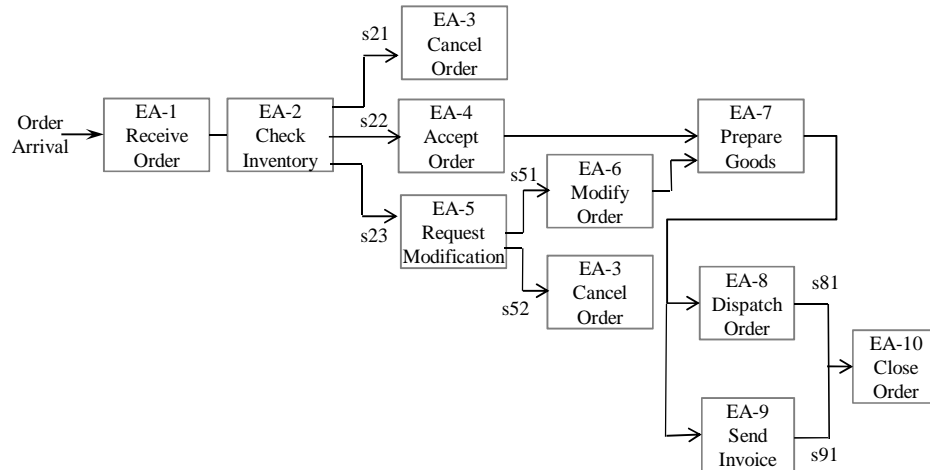 Order
Arrival
EA-1
Receive
Order
EA-2
Check
Inventory
s21
EA-3
Cancel
Order
s22
EA-4
Accept
Order
s23
EA-5
Request
Modification
s51
EA-6
Modify
Order
s52
EA-3
Cancel
Order
EA-7
Prepare
Goods
EA-8
Dispatch
Order
s81
EA-9
Send
Invoice
s91
EA-10
Close
Order